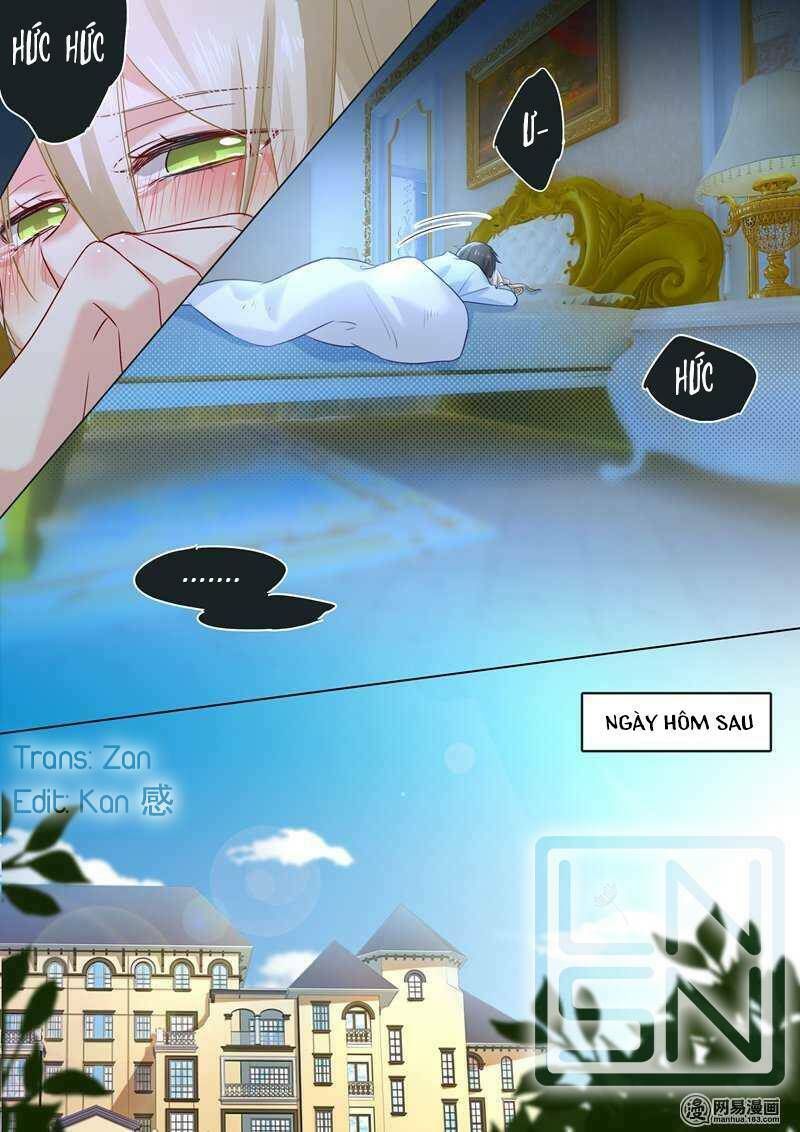 HỨC HỨC
Ư-
HỨC
.......
NGÀY HÔM SAU
Trans: Zan
Edit: Kan 感
LN
SN
网易漫画
manhua.163.com